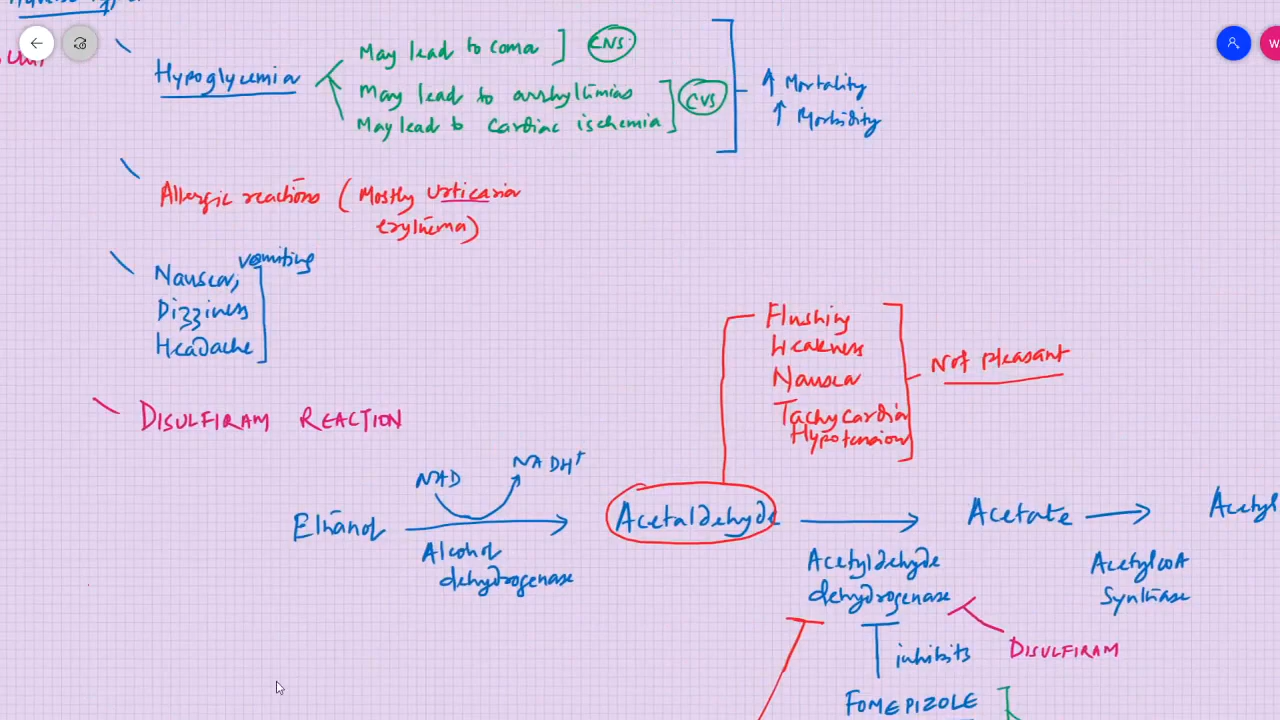 Hypoglycemia
May lead to coma
CNS
May lead to arrhythmias
May lead to cardiac ischemia
CVS
↑ Mortality
↑ Morbidity
Allergic reactions (Mostly Urticaria
erythema)
Nausea, vomiting
Dizziness
Headache
DISULFIRAM REACTION
Flushing
Weakness
Nausea
Tachycardia
Hypotension
Not pleasant
NAD
NADH+
Ethanol
Alcohol
dehydrogenase
Acetaldehyde
Acetyldehyde
dehydrogenase
Acetate
AcetylcoA
Synthase
Acetyl
inhibits
DISULFIRAM
FOMEPIZOLE
W